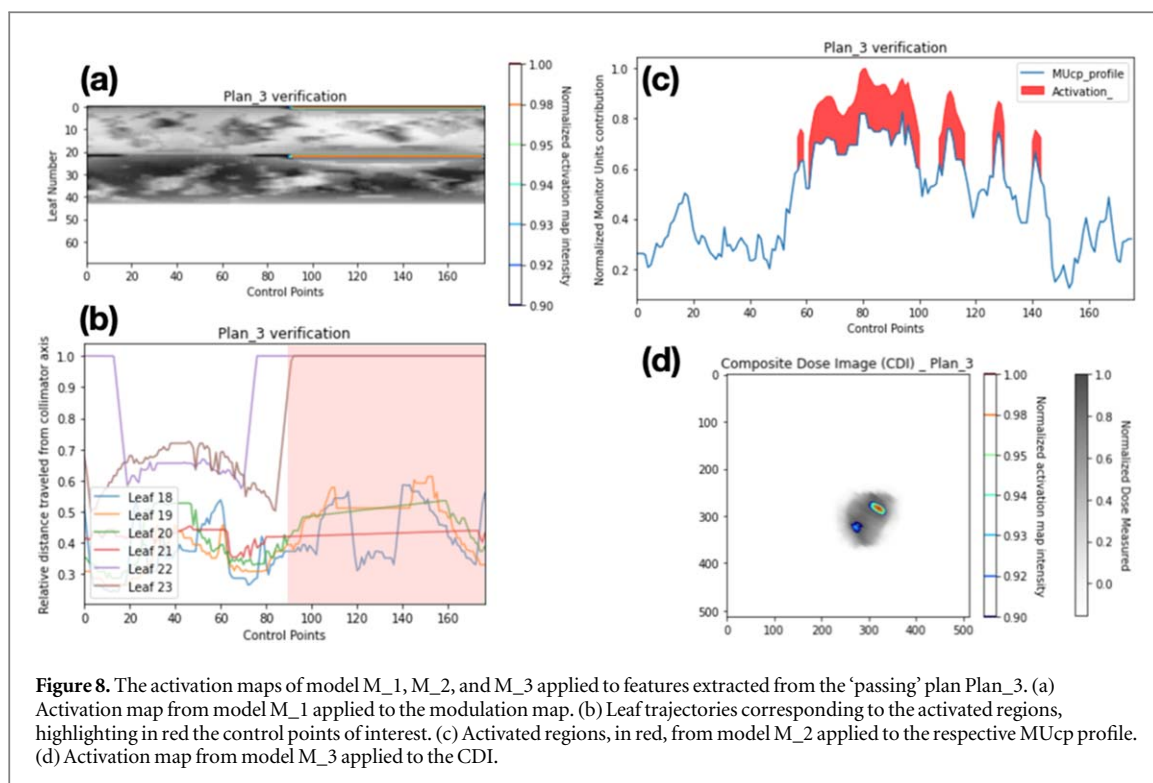 (a)
Plan_3 verification
0
10
20
30
40
50
60
Leaf Number
0 20 40 60 80 100 120 140 160
Control Points
1.00
0.98
0.95
0.94
0.93
0.92
0.90
Normalized activation map intensity
(b)
Plan_3 verification
1.0
0.9
0.8
0.7
0.6
0.5
0.4
0.3
Relative distance traveled from collimator axis
Leaf 18
Leaf 19
Leaf 20
Leaf 21
Leaf 22
Leaf 23
0 20 40 60 80 100 120 140 160
Control Points
(c)
Plan_3 verification
MUcp_profile
Activation_
1.0
0.8
0.6
0.4
0.2
Normalized Monitor Units contribution
0 20 40 60 80 100 120 140 160
Control Points
(d)
Composite Dose Image (CDI) _ Plan_3
0
100
200
300
400
500
0 100 200 300 400 500
1.00
0.98
0.95
0.94
0.93
0.92
0.90
Normalized activation map intensity
1.0
0.8
0.6
0.4
0.2
0.0
Normalized Dose Measured
Figure 8. The activation maps of model M_1, M_2, and M_3 applied to features extracted from the ‘passing’ plan Plan_3. (a)
Activation map from model M_1 applied to the modulation map. (b) Leaf trajectories corresponding to the activated regions,
highlighting in red the control points of interest. (c) Activated regions, in red, from model M_2 applied to the respective MUcp profile.
(d) Activation map from model M_3 applied to the CDI.